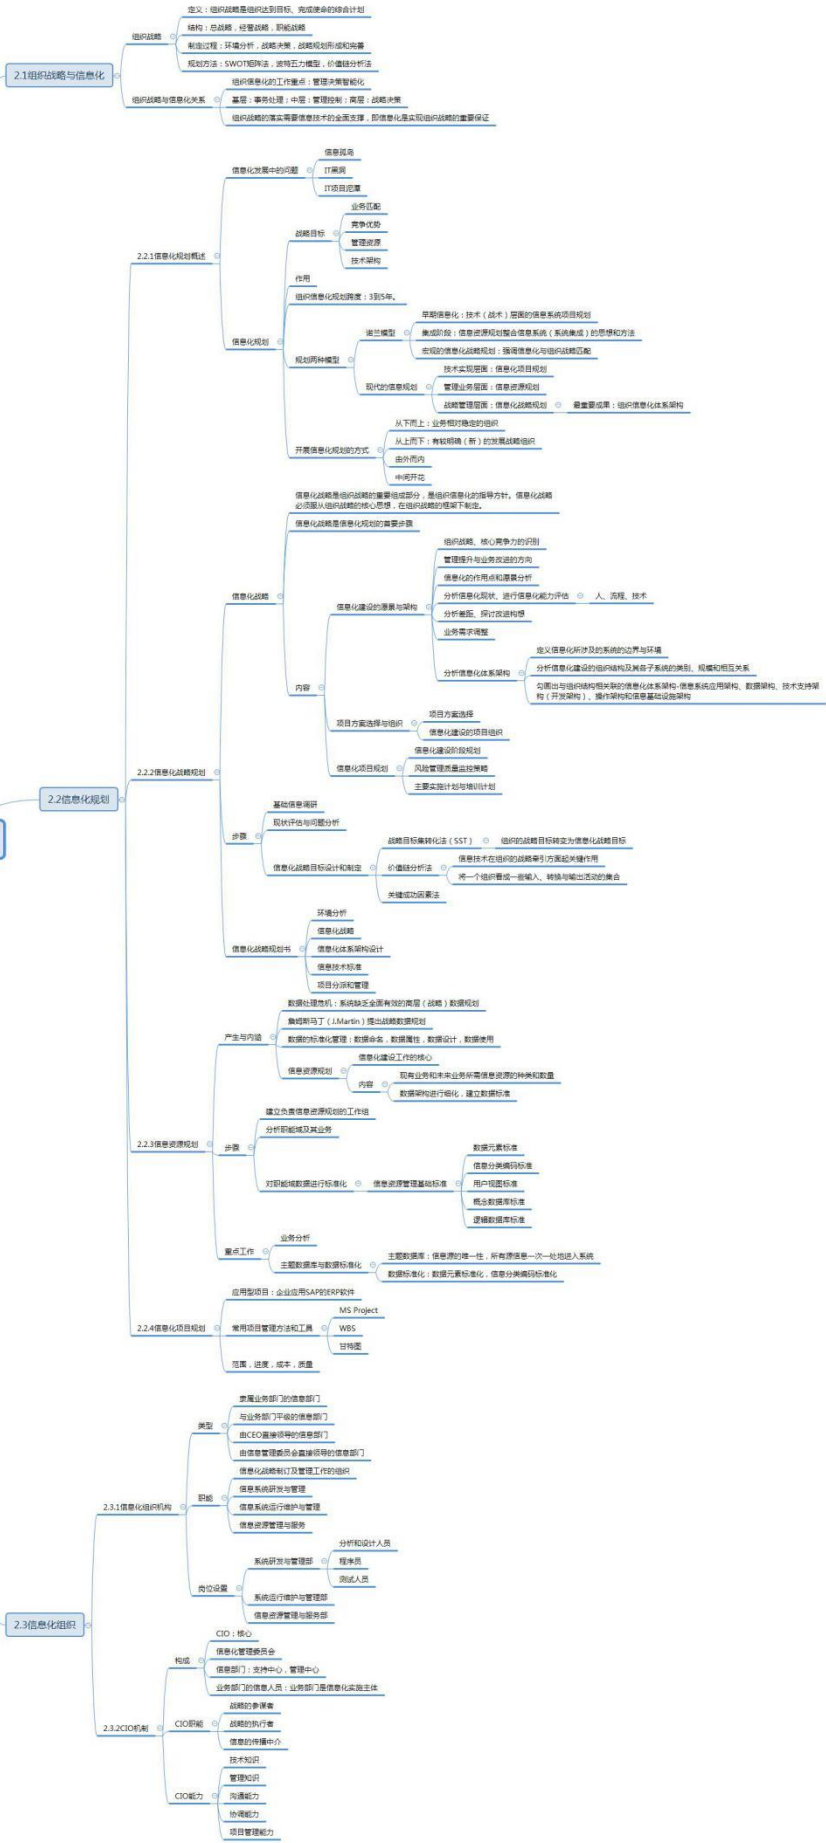 2.1组织战略与信息化
组织战略
定义：组织战略是组织达到目标、完成使命的综合计划
结构：总战略，经营战略，职能战略
制定过程：环境分析，战略决策，战略规划形成和完善
规划方法：SWOT矩阵法，波特五力模型，价值链分析法
组织战略与信息化关系
组织信息化的工作重点：管理决策智能化
基层：事务处理；中层：管理控制；高层：战略决策
组织战略的落实需要信息技术的全面支撑，即信息化是实现组织战略的重要保证
2.2信息化规划
2.2.1信息化规划概述
信息化发展中的问题
信息孤岛
IT黑洞
IT项目泥潭
信息化规划
战略目标
业务匹配
竞争优势
管理资源
技术架构
作用
组织信息化规划跨度：3到5年。
规划两种模型
诺兰模型
早期信息化：技术（战术）层面的信息系统项目规划
集成阶段：信息资源规划整合信息系统（系统集成）的思想和方法
宏观的信息化战略规划：强调信息化与组织战略匹配
现代的信息规划
技术实现层面：信息化项目规划
管理业务层面：信息资源规划
战略管理层面：信息化战略规划
最重要成果：组织信息化体系架构
开展信息化规划的方式
从下而上：业务相对稳定的组织
从上而下：有较明确（新）的发展战略组织
由外而内
中间开花
2.2.2信息化战略规划
信息化战略
信息化战略是组织战略的重要组成部分，是组织信息化的指导方针。信息化战略
必须服从组织战略的核心思想，在组织战略的框架下制定。
信息化战略是信息化规划的首要步骤
内容
信息化建设的愿景与架构
组织战略、核心竞争力的识别
管理提升与业务改进的方向
信息化的作用点和愿景分析
分析信息化现状、进行信息化能力评估
人、流程、技术
分析差距、探讨改进构想
业务需求调整
分析信息化体系架构
定义信息化所涉及的系统的边界与环境
分析信息化建设的组织结构及其各子系统的类别、规模和相互关系
勾画出与组织结构相关联的信息化体系架构-信息系统应用架构、数据架构、技术支持架
构（开发架构）、操作架构和信息基础设施架构
项目方案选择与组织
项目方案选择
信息化建设的项目组织
信息化项目规划
信息化建设阶段规划
风险管理质量监控策略
主要实施计划与培训计划
步骤
基础信息调研
现状评估与问题分析
信息化战略目标设计和制定
战略目标集转化法（SST）
组织的战略目标转变为信息化战略目标
价值链分析法
信息技术在组织的战略牵引方面起关键作用
将一个组织看成一些输入、转换与输出活动的集合
关键成功因素法
信息化战略规划书
环境分析
信息化战略
信息化体系架构设计
信息技术标准
项目分派和管理
2.2.3信息资源规划
产生与内涵
数据处理危机：系统缺乏全面有效的高层（战略）数据规划
詹姆斯马丁（J.Martin）提出战略数据规划
数据的标准化管理：数据命名，数据属性，数据设计，数据使用
信息资源规划
信息化建设工作的核心
内容
现有业务和未来业务所需信息资源的种类和数量
数据架构进行细化，建立数据标准
步骤
建立负责信息资源规划的工作组
分析职能域及其业务
对职能域数据进行标准化
信息资源管理基础标准
数据元素标准
信息分类编码标准
用户视图标准
概念数据库标准
逻辑数据库标准
重点工作
业务分析
主题数据库与数据标准化
主题数据库：信息源的唯一性，所有源信息一次一处地进入系统
数据标准化：数据元素标准化，信息分类编码标准化
2.2.4信息化项目规划
应用型项目：企业应用SAP的ERP软件
常用项目管理方法和工具
MS Project
WBS
甘特图
范围，进度，成本，质量
2.3信息化组织
2.3.1信息化组织机构
类型
隶属业务部门的信息部门
与业务部门平级的信息部门
由CEO直接领导的信息部门
由信息管理委员会直接领导的信息部门
职能
信息化战略制订及管理工作的组织
信息系统研发与管理
信息系统运行维护与管理
信息资源管理与服务
岗位设置
系统研发与管理部
分析和设计人员
程序员
测试人员
系统运行维护与管理部
信息资源管理与服务部
2.3.2CIO机制
构成
CIO：核心
信息化管理委员会
信息部门：支持中心，管理中心
业务部门的信息人员：业务部门是信息化实施主体
CIO职能
战略的参谋者
战略的执行者
信息的传播中介
CIO能力
技术知识
管理知识
沟通能力
协调能力
项目管理能力